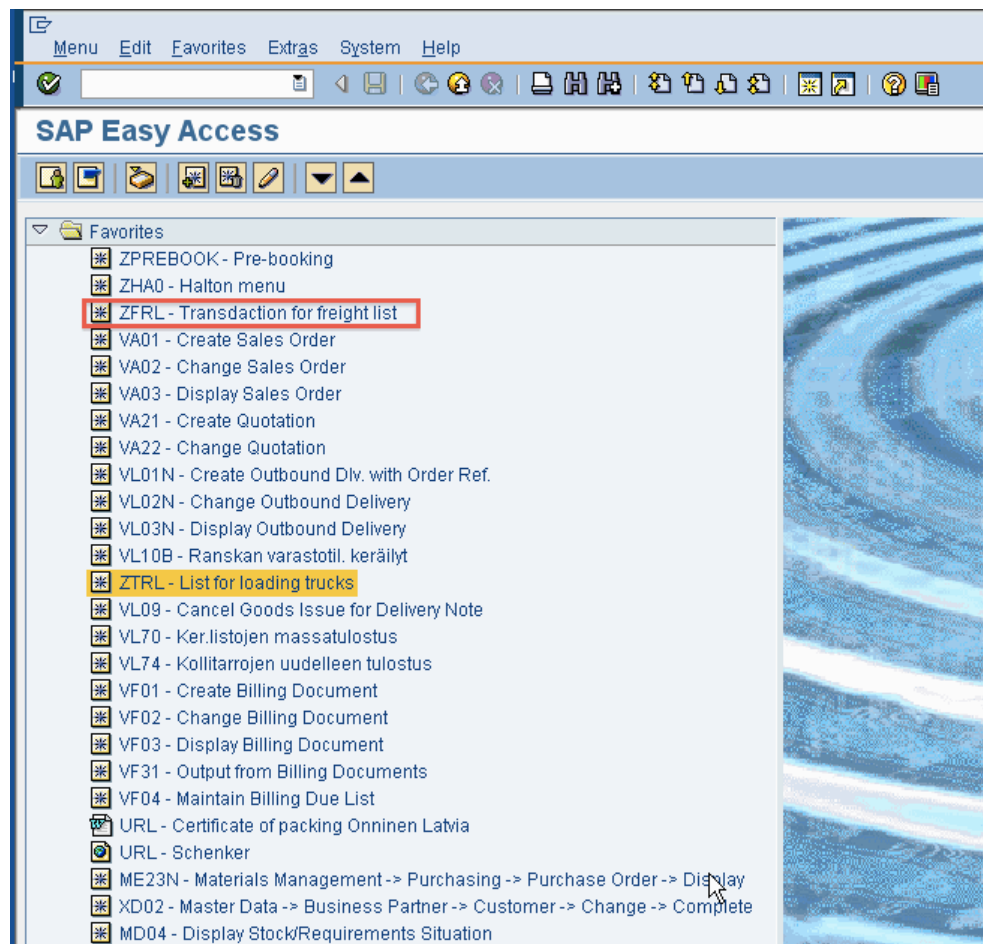 Menu Edit Favorites Extras System Help
SAP Easy Access
Favorites
ZPREBOOK - Pre-booking
ZHA0 - Halton menu
ZFRL - Transdaction for freight list
VA01 - Create Sales Order
VA02 - Change Sales Order
VA03 - Display Sales Order
VA21 - Create Quotation
VA22 - Change Quotation
VL01N - Create Outbound Dlv. with Order Ref.
VL02N - Change Outbound Delivery
VL03N - Display Outbound Delivery
VL10B - Ranskan varastotil. keräilyt
ZTRL - List for loading trucks
VL09 - Cancel Goods Issue for Delivery Note
VL70 - Ker.listojen massatulostus
VL74 - Kollitarrojen uudelleen tulostus
VF01 - Create Billing Document
VF02 - Change Billing Document
VF03 - Display Billing Document
VF31 - Output from Billing Documents
VF04 - Maintain Billing Due List
URL - Certificate of packing Onninen Latvia
URL - Schenker
ME23N - Materials Management -> Purchasing -> Purchase Order -> Display
XD02 - Master Data -> Business Partner -> Customer -> Change -> Complete
MD04 - Display Stock/Requirements Situation